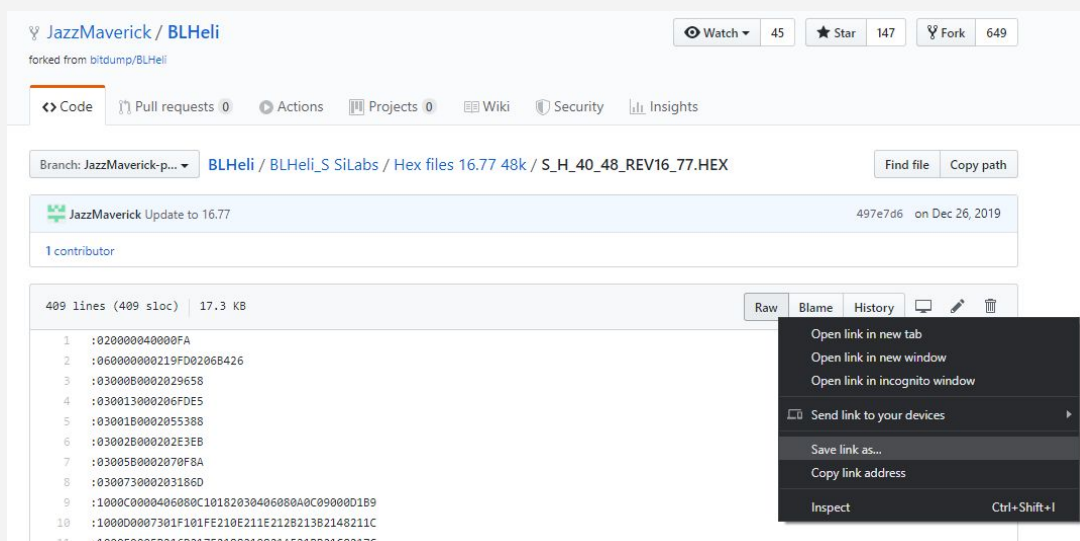 JazzMaverick / BLHeli
Watch 45 Star 147 Fork 649
forked from bitdump/BLHeli
Code Pull requests 0 Actions Projects 0 Wiki Security Insights
Branch: JazzMaverick-p... BLHeli / BLHeli_S SiLabs / Hex files 16.77 48k / S_H_40_48_REV16_77.HEX Find file Copy path
JazzMaverick Update to 16.77 497e7d6 on Dec 26, 2019
1 contributor
409 lines (409 sloc) 17.3 KB Raw Blame History
1 :020000040000FA
2 :060000000219FD0206B426
3 :03000B0002029658
4 :030013000206FDE5
5 :03001B0002055388
6 :03002B000202E3EB
7 :03005B0002070F8A
8 :030073000203186D
9 :1000C0000406080C10182030406080A0C09000D1B9
10 :1000D0007301F101FE210E211E212B213B2148211C
Open link in new tab
Open link in new window
Open link in incognito window
Send link to your devices
Save link as...
Copy link address
Inspect Ctrl+Shift+I